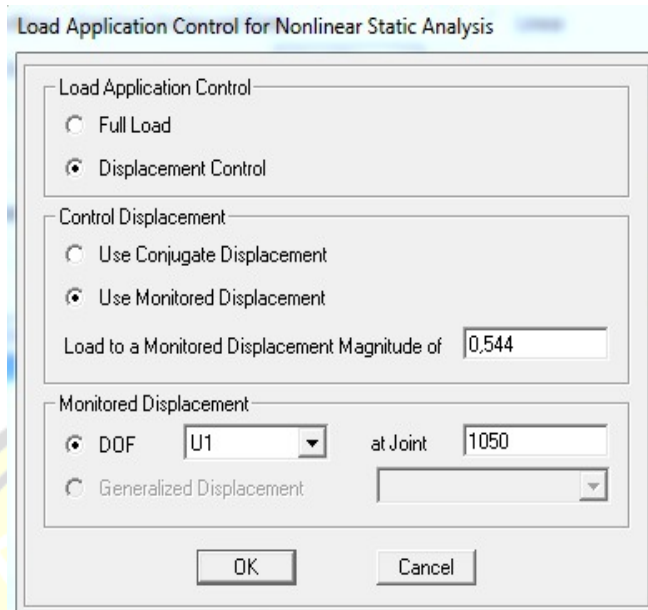 Load Application Control for Nonlinear Static Analysis
Load Application Control
Full Load
Displacement Control
Control Displacement
Use Conjugate Displacement
Use Monitored Displacement
Load to a Monitored Displacement Magnitude of 0,544
Monitored Displacement
DOF U1 at Joint 1050
Generalized Displacement
OK Cancel